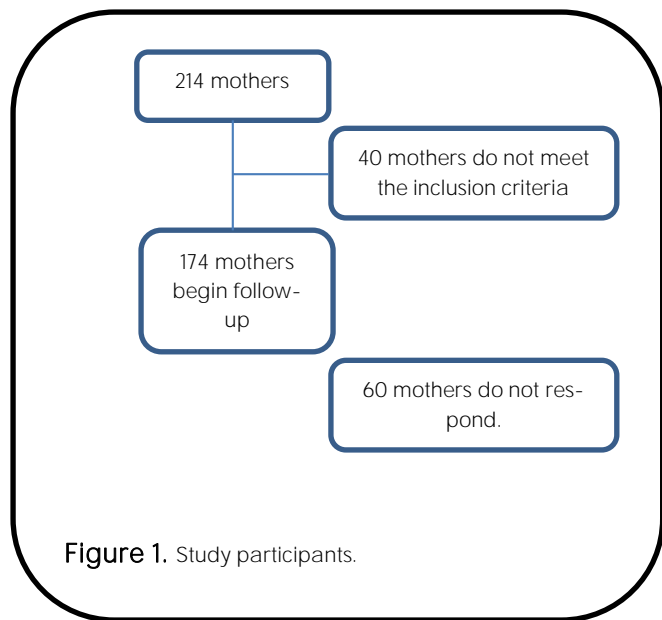 214 mothers
40 mothers do not meet
the inclusion criteria
174 mothers
begin follow-
up
60 mothers do not res-
pond.
Figure 1. Study participants.